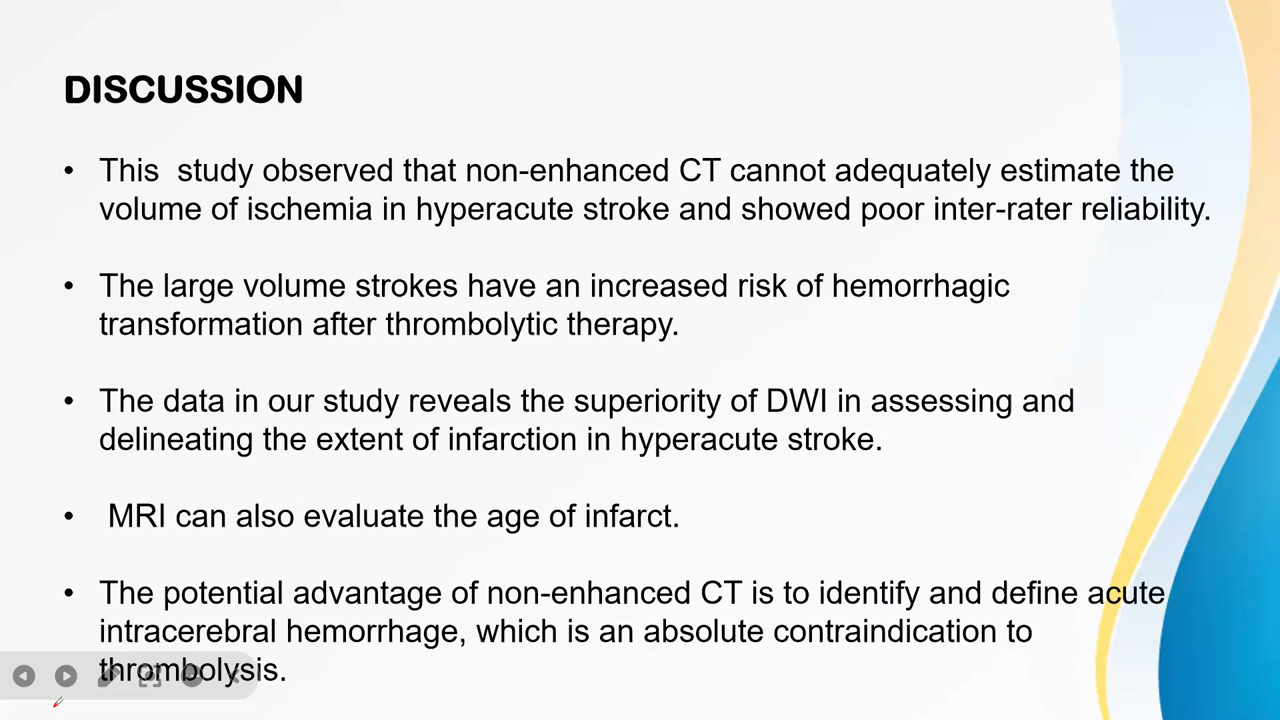 DISCUSSION
• This  study observed that non-enhanced CT cannot adequately estimate the
volume of ischemia in hyperacute stroke and showed poor inter-rater reliability.
• The large volume strokes have an increased risk of hemorrhagic
transformation after thrombolytic therapy.
• The data in our study reveals the superiority of DWI in assessing and
delineating the extent of infarction in hyperacute stroke.
•  MRI can also evaluate the age of infarct.
• The potential advantage of non-enhanced CT is to identify and define acute
intracerebral hemorrhage, which is an absolute contraindication to
thrombolysis.